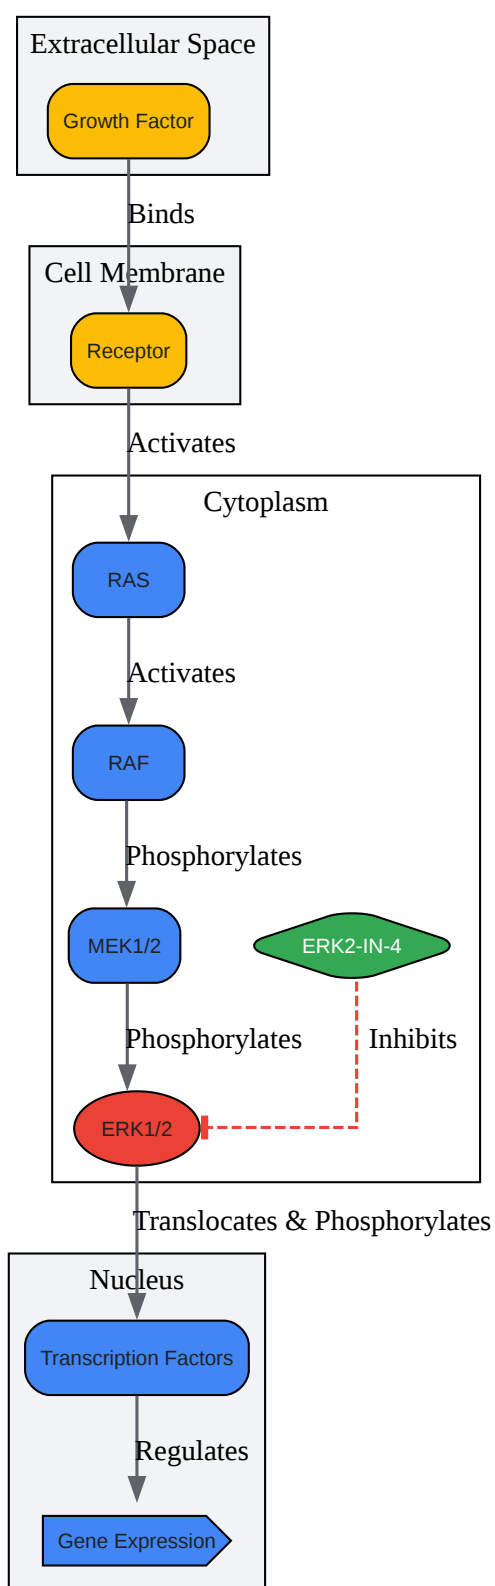 Extracellular Space
Growth Factor
Binds
Cell Membrane
Receptor
Activates
Cytoplasm
RAS
Activates
RAF
Phosphorylates
MEK1/2
ERK2-IN-4
Phosphorylates
Inhibits
ERK1/2
Translocates & Phosphorylates
Nucleus
Transcription Factors
Regulates
Gene Expression